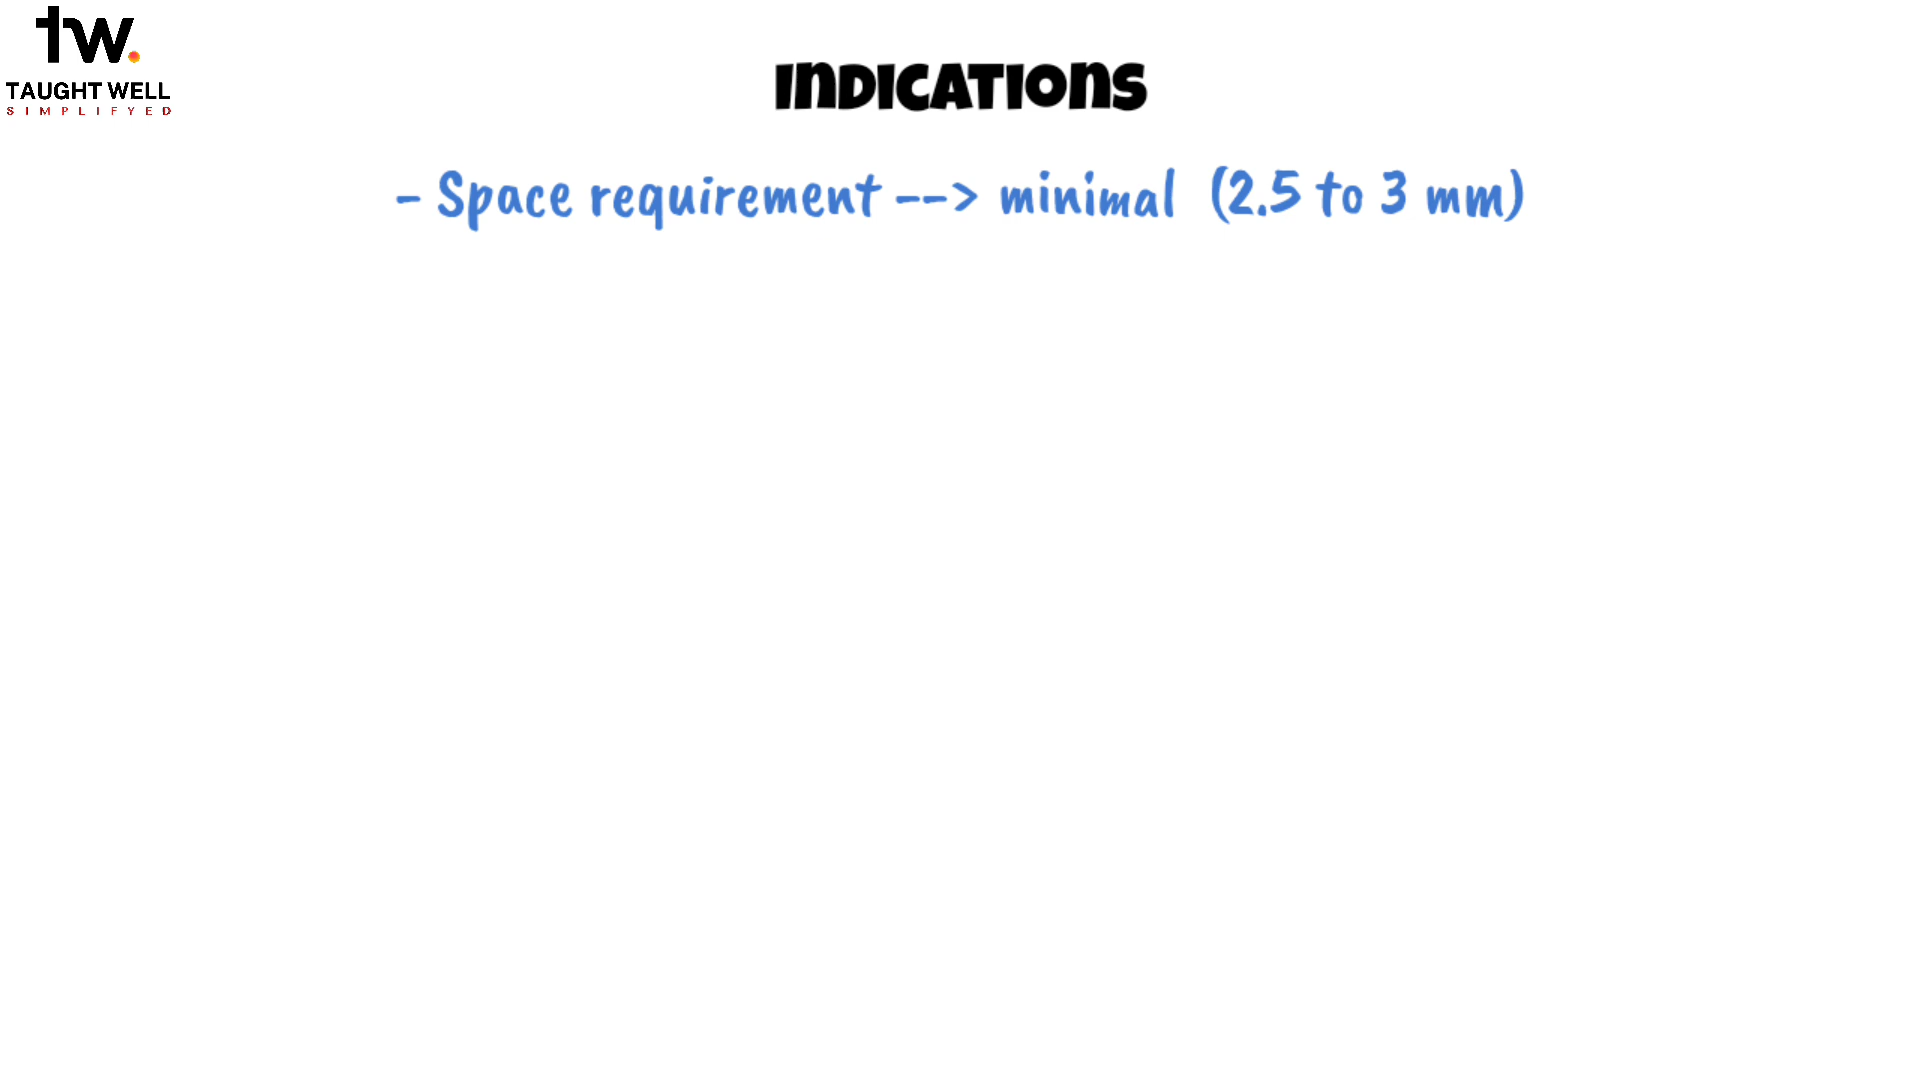 tw.
TAUGHT WELL
SIMPLIFYED
INDICATIONS
- Space requirement --> minimal (2.5 to 3 mm)